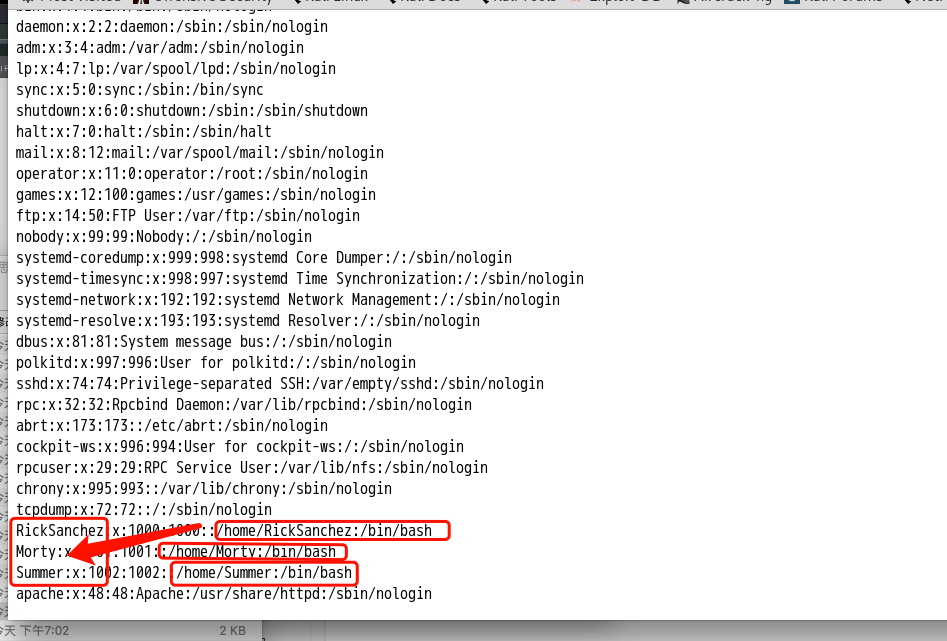 daemon:x:2:2:daemon:/sbin:/sbin/nologin
adm:x:3:4:adm:/var/adm:/sbin/nologin
lp:x:4:7:lp:/var/spool/lpd:/sbin/nologin
sync:x:5:0:sync:/sbin:/bin/sync
shutdown:x:6:0:shutdown:/sbin:/sbin/shutdown
halt:x:7:0:halt:/sbin:/sbin/halt
mail:x:8:12:mail:/var/spool/mail:/sbin/nologin
operator:x:11:0:operator:/root:/sbin/nologin
games:x:12:100:games:/usr/games:/sbin/nologin
ftp:x:14:50:FTP User:/var/ftp:/sbin/nologin
nobody:x:99:99:Nobody:/:/sbin/nologin
systemd-coredump:x:999:998:systemd Core Dumper:/:/sbin/nologin
systemd-timesync:x:998:997:systemd Time Synchronization:/:/sbin/nologin
systemd-network:x:192:192:systemd Network Management:/:/sbin/nologin
systemd-resolve:x:193:193:systemd Resolver:/:/sbin/nologin
dbus:x:81:81:System message bus:/:/sbin/nologin
polkitd:x:997:996:User for polkitd:/:/sbin/nologin
sshd:x:74:74:Privilege-separated SSH:/var/empty/sshd:/sbin/nologin
rpc:x:32:32:Rpcbind Daemon:/var/lib/rpcbind:/sbin/nologin
abrt:x:173:173::/etc/abrt:/sbin/nologin
cockpit-ws:x:996:994:User for cockpit-ws:/:/sbin/nologin
rpcuser:x:29:29:RPC Service User:/var/lib/nfs:/sbin/nologin
chrony:x:995:993::/var/lib/chrony:/sbin/nologin
tcpdump:x:72:72::/:/sbin/nologin
RickSanchez:x:1000:1000::/home/RickSanchez:/bin/bash
Morty:x: :1001::/home/Morty:/bin/bash
Summer:x:1002:1002::/home/Summer:/bin/bash
apache:x:48:48:Apache:/usr/share/httpd:/sbin/nologin
今天 下午7:02 2 KB